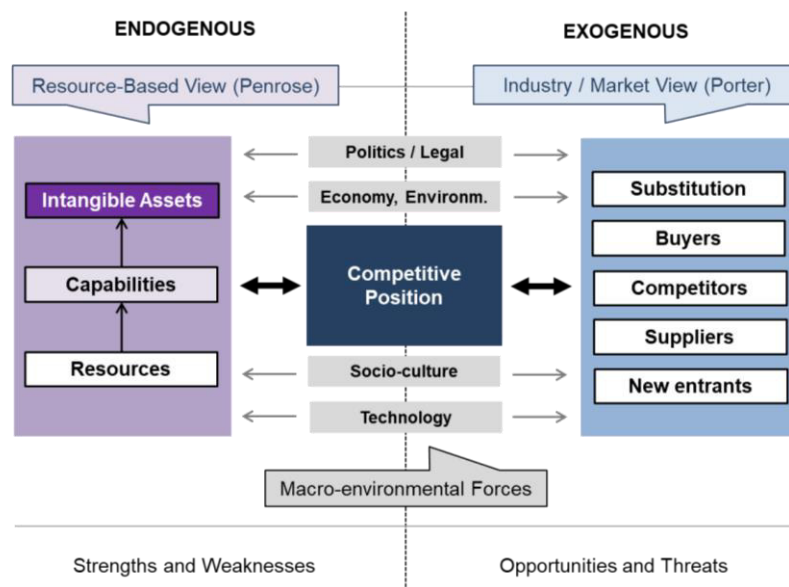 ENDOGENOUS
EXOGENOUS
Resource-Based View (Penrose)
Industry / Market View (Porter)
Politics / Legal
Economy, Environm.
Intangible Assets
Capabilities
Resources
Competitive
Position
Substitution
Buyers
Competitors
Suppliers
New entrants
Socio-culture
Technology
Macro-environmental Forces
Strengths and Weaknesses
Opportunities and Threats